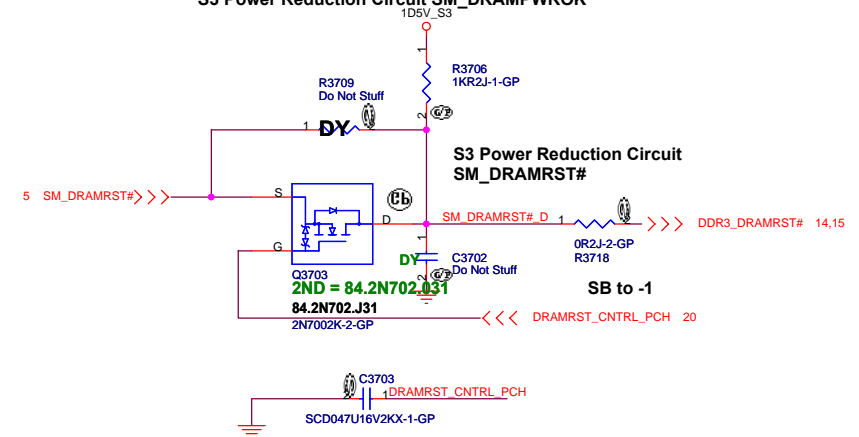 S3 Power Reduction Circuit SM_DRAMPWROK
1D5V_S3
1
R3706
1KR2J-1-GP
2
R3709
Do Not Stuff
1 DY
S3 Power Reduction Circuit
SM_DRAMRST#
5 SM_DRAMRST#
S
D
G
SM_DRAMRST#_D
1
DDR3_DRAMRST# 14,15
0R2J-2-GP
R3718
1
DY
2
C3702
Do Not Stuff
Q3703
2ND = 84.2N702.031
84.2N702.J31
2N7002K-2-GP
SB to -1
DRAMRST_CNTRL_PCH 20
C3703
1
DRAMRST_CNTRL_PCH
SCD047U16V2KX-1-GP